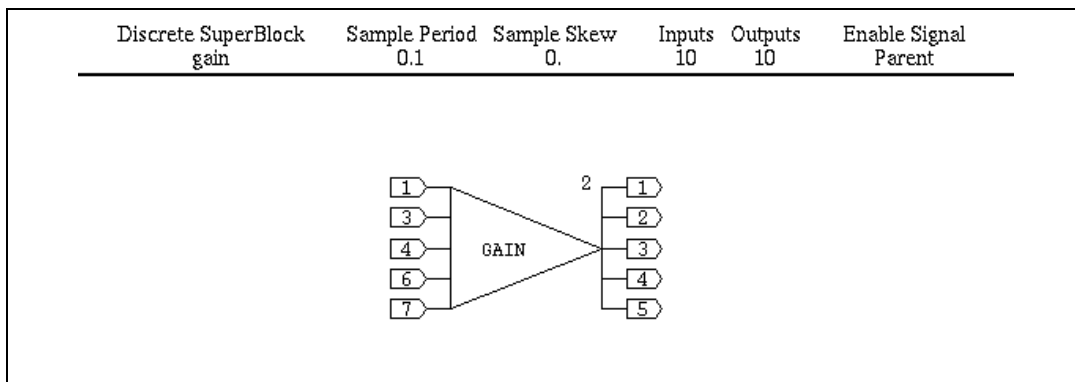 Discrete SuperBlock Sample Period Sample Skew Inputs Outputs Enable Signal
gain 0.1 0. 10 10 Parent
1 2 1
3 2
4 GAIN 3
6 4
7 5